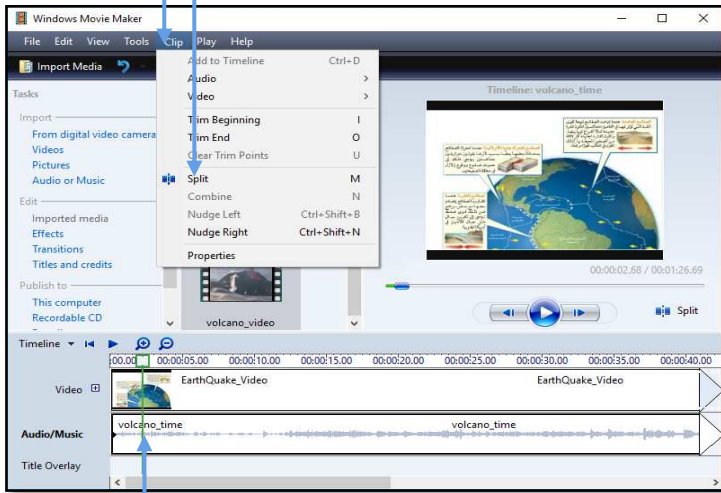 Windows Movie Maker
File Edit View Tools Clip Play Help
Import Media
Add to Timeline Ctrl+D
Audio
Video
Trim Beginning I
Trim End O
Clear Trim Points U
Split M
Combine N
Nudge Left Ctrl+Shift+B
Nudge Right Ctrl+Shift+N
Properties
Tasks
Import
From digital video camera
Videos
Pictures
Audio or Music
Edit
Imported media
Effects
Transitions
Titles and credits
Publish to
This computer
Recordable CD
volcano_video
Timeline: volcano_time
00:00:02.68 / 00:01:26.69
Split
Timeline
:00.00 00:00:05.00 00:00:10.00 00:00:15.00 00:00:20.00 00:00:25.00 00:00:30.00 00:00:35.00 00:00:40.00
Video EarthQuake_Video EarthQuake_Video
volcano_time volcano_time
Audio/Music
Title Overlay